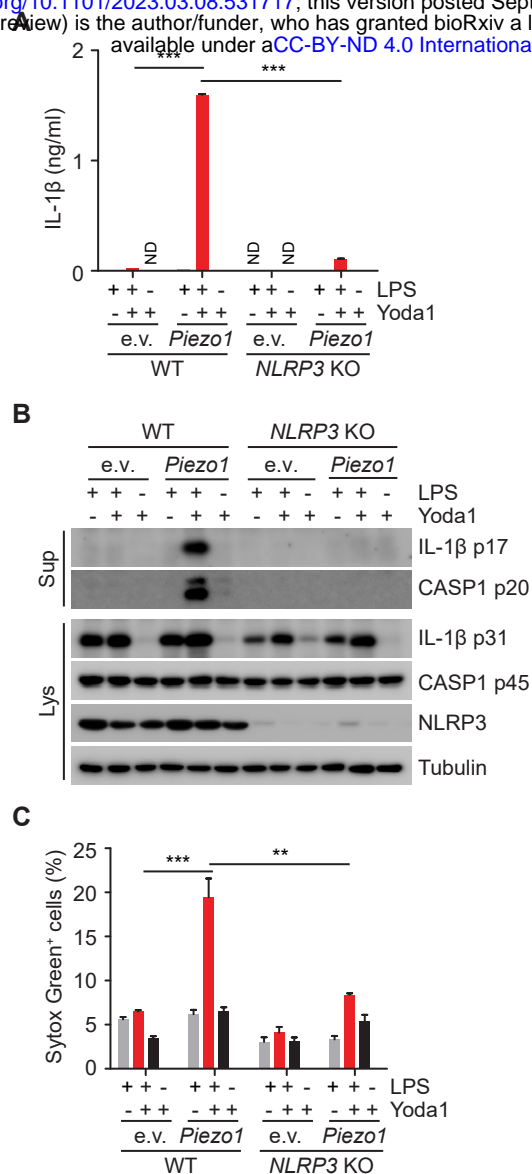 org/10.1101/2023.03.08.531717; this version posted Sept
review) is the author/funder, who has granted bioRxiv a l
available under aCC-BY-ND 4.0 Internationa
A
*** ***
IL-1β (ng/ml)
2
1
0
ND ND ND
+ + - + + - + + - + + - LPS
- + + - + + - + + - + + Yoda1
e.v. Piezo1 e.v. Piezo1
WT NLRP3 KO
B
WT NLRP3 KO
e.v. Piezo1 e.v. Piezo1
+ + - + + - + + - + + - LPS
- + + - + + - + + - + + Yoda1
Sup
IL-1β p17
CASP1 p20
Lys
IL-1β p31
CASP1 p45
NLRP3
Tubulin
C
Sytox Green⁺ cells (%)
25
20
15
10
5
0
*** **
+ + - + + - + + - + + - LPS
- + + - + + - + + - + + Yoda1
e.v. Piezo1 e.v. Piezo1
WT NLRP3 KO